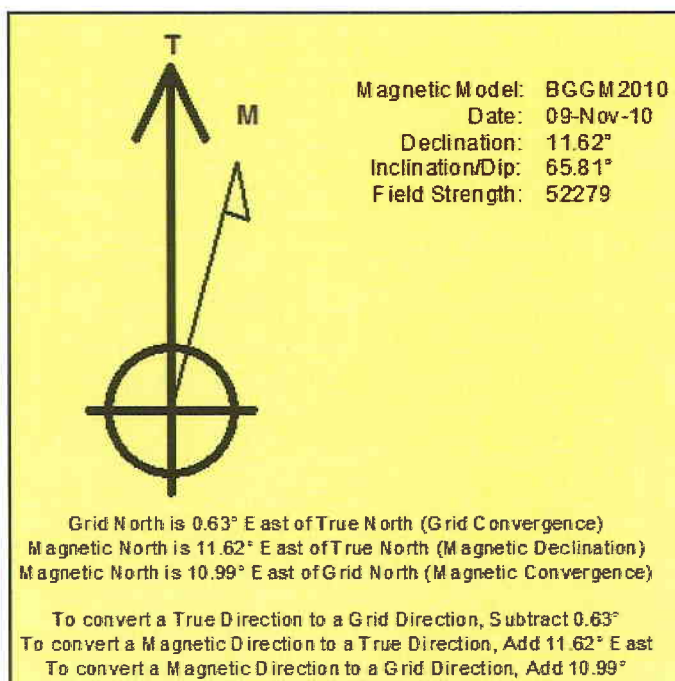 T
M
Magnetic Model: BGGM2010
Date: 09-Nov-10
Declination: 11.62°
Inclination/Dip: 65.81°
Field Strength: 52279
Grid North is 0.63° East of True North (Grid Convergence)
Magnetic North is 11.62° East of True North (Magnetic Declination)
Magnetic North is 10.99° East of Grid North (Magnetic Convergence)
To convert a True Direction to a Grid Direction, Subtract 0.63°
To convert a Magnetic Direction to a True Direction, Add 11.62° East
To convert a Magnetic Direction to a Grid Direction, Add 10.99°